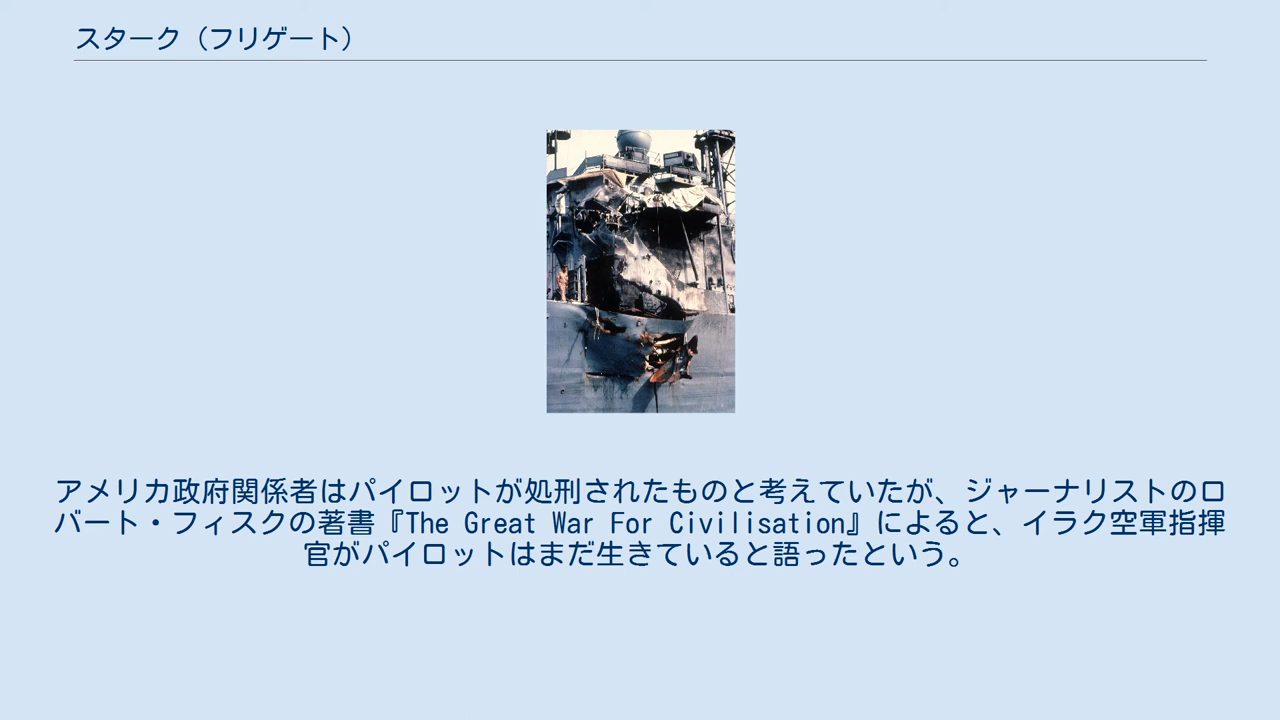 スターク（フリゲート）
アメリカ政府関係者はパイロットが処刑されたものと考えていたが、ジャーナリストのロ
バート・フィスクの著書『The Great War For Civilisation』によると、イラク空軍指揮
官がパイロットはまだ生きていると語ったという。